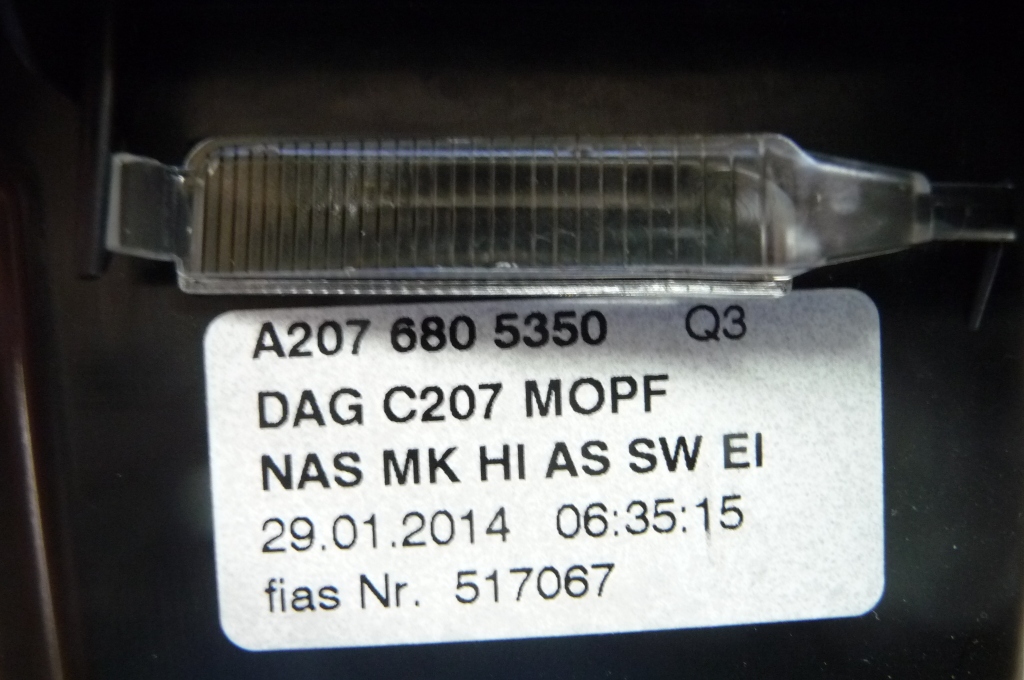 A207 680 5350 Q3
DAG C207 MOPF
NAS MK HI AS SW EI
29.01.2014 06:35:15
fias Nr. 517067